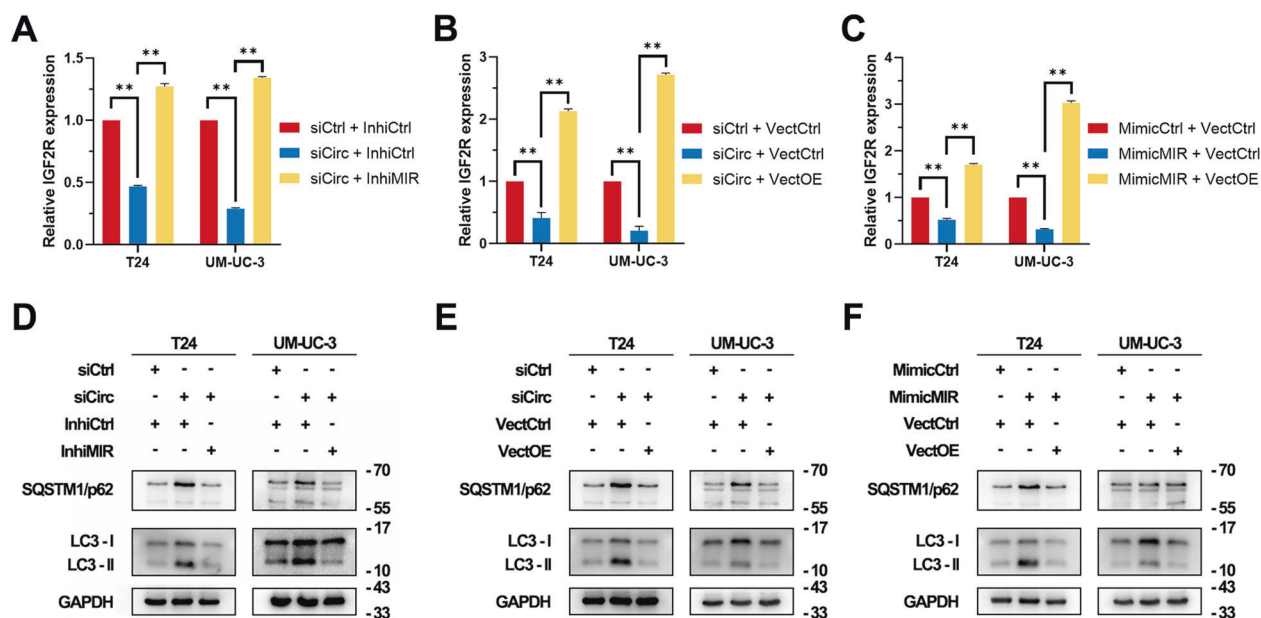 A
Relative IGF2R expression
1.5
1.0
0.5
0.0
** ** ** **
T24 UM-UC-3
siCtrl + InhiCtrl
siCirc + InhiCtrl
siCirc + InhiMIR
B
Relative IGF2R expression
3
2
1
0
** ** ** **
T24 UM-UC-3
siCtrl + VectCtrl
siCirc + VectCtrl
siCirc + VectOE
C
Relative IGF2R expression
4
3
2
1
0
** ** ** **
T24 UM-UC-3
MimicCtrl + VectCtrl
MimicMIR + VectCtrl
MimicMIR + VectOE
D
T24 UM-UC-3
siCtrl + - - + - -
siCirc - + + - + +
InhiCtrl + + - + + -
InhiMIR - - + - - +
SQSTM1/p62 - 70
- 55
LC3 - I - 17
LC3 - II - 10
GAPDH - 43
- 33
E
T24 UM-UC-3
siCtrl + - - + - -
siCirc - + + - + +
VectCtrl + + - + + -
VectOE - - + - - +
SQSTM1/p62 - 70
- 55
LC3 - I - 17
LC3 - II - 10
GAPDH - 43
- 33
F
T24 UM-UC-3
MimicCtrl + - - + - -
MimicMIR - + + - + +
VectCtrl + + - + + -
VectOE - - + - - +
SQSTM1/p62 - 70
- 55
LC3 - I - 17
LC3 - II - 10
GAPDH - 43
- 33